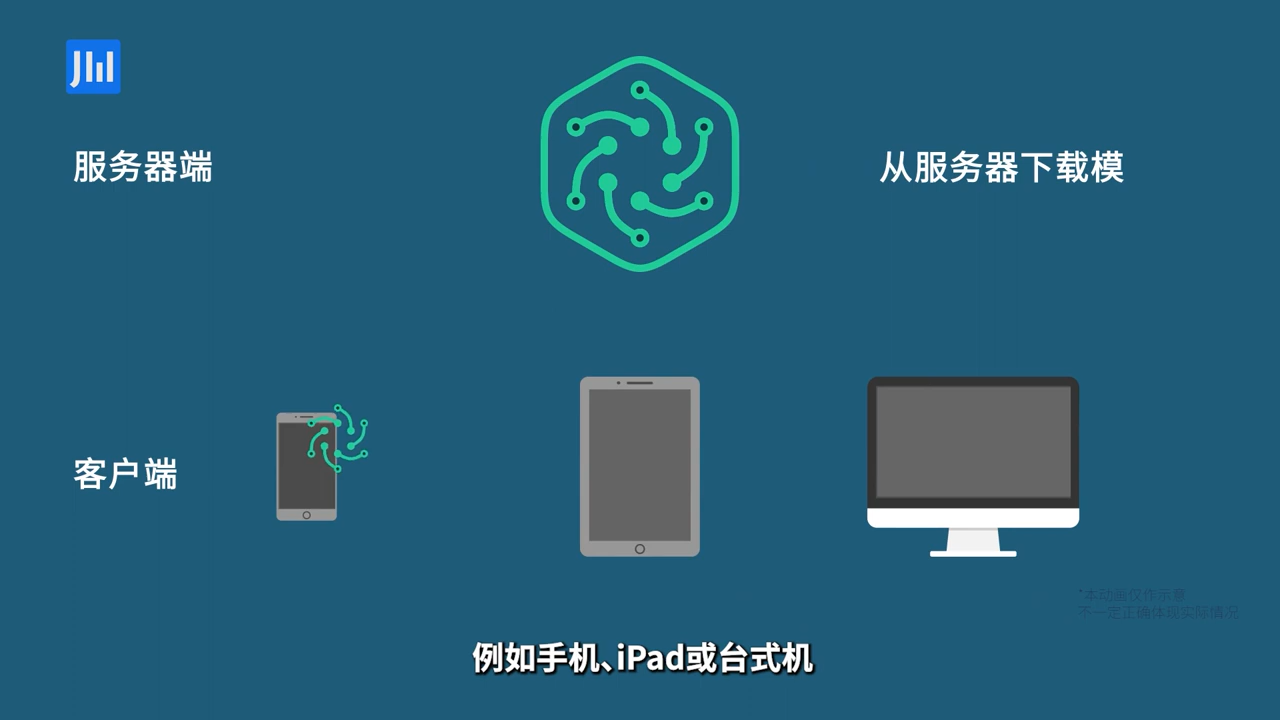 服务器端
从服务器下载模
客户端
*本动画仅作示意
不一定正确体现实际情况
例如手机、iPad或台式机